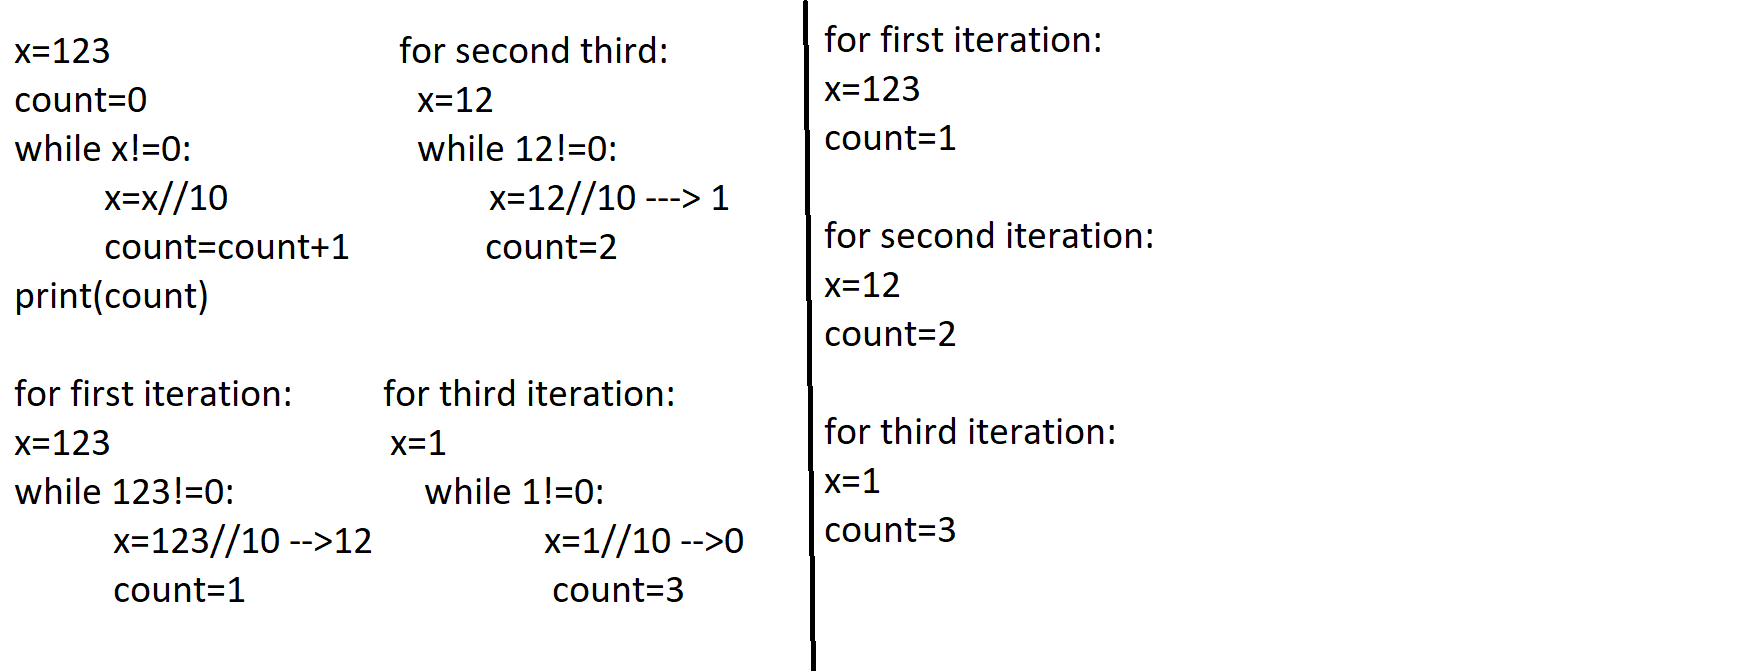 x=123
count=0
while x!=0:
x=x//10
count=count+1
print(count)
for first iteration:
x=123
while 123!=0:
x=123//10 -->12
count=1
for second third:
x=12
while 12!=0:
x=12//10 ---> 1
count=2
for third iteration:
x=1
while 1!=0:
x=1//10 -->0
count=3
for first iteration:
x=123
count=1
for second iteration:
x=12
count=2
for third iteration:
x=1
count=3